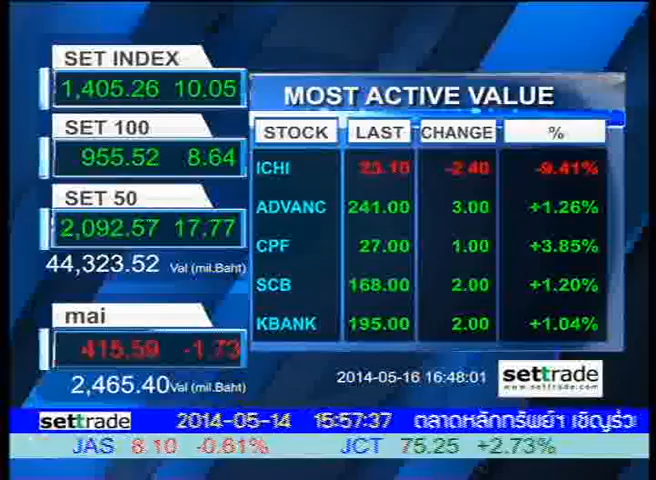 SET INDEX
1,405.26 10.05
SET 100
955.52 8.64
SET 50
2,092.57 17.77
44,323.52 Val (mil.Baht)
mai
415.59 -1.73
2,465.40 Val (mil.Baht)
MOST ACTIVE VALUE
STOCK LAST CHANGE %
ICHI 23.10 -2.40 -9.41%
ADVANC 241.00 3.00 +1.26%
CPF 27.00 1.00 +3.85%
SCB 168.00 2.00 +1.20%
KBANK 195.00 2.00 +1.04%
2014-05-16 16:48:01
settrade
www.settrade.com
settrade 2014-05-14 15:57:37 ตลาดหลักทรัพย์ฯ เชิญร่ว
JAS 8.10 -0.61% JCT 75.25 +2.73%